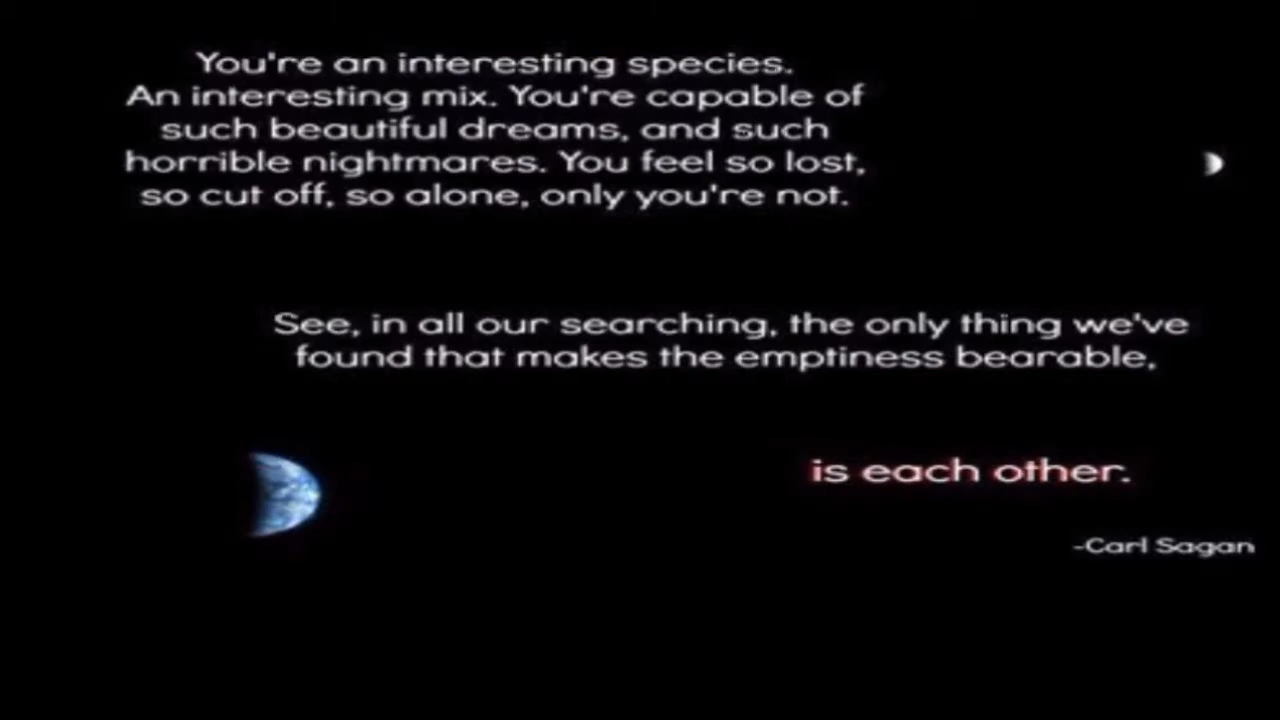 You're an interesting species.
An interesting mix. You're capable of
such beautiful dreams, and such
horrible nightmares. You feel so lost,
so cut off, so alone, only you're not.
See, in all our searching, the only thing we've
found that makes the emptiness bearable,
is each other.
-Carl Sagan